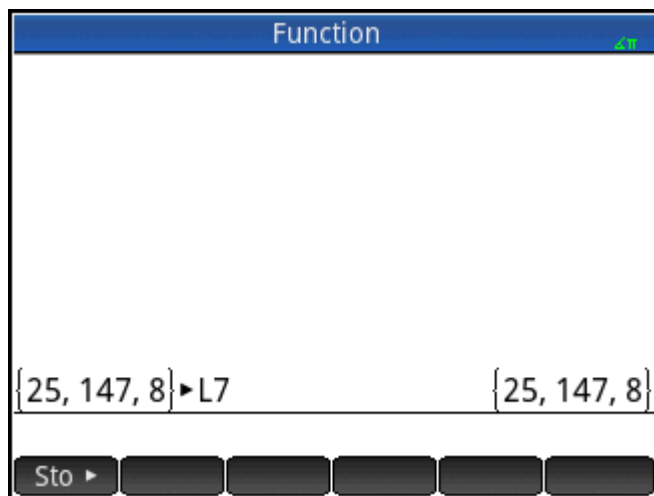 Function
∡π
{25, 147, 8}▶L7 {25, 147, 8}
Sto ▶